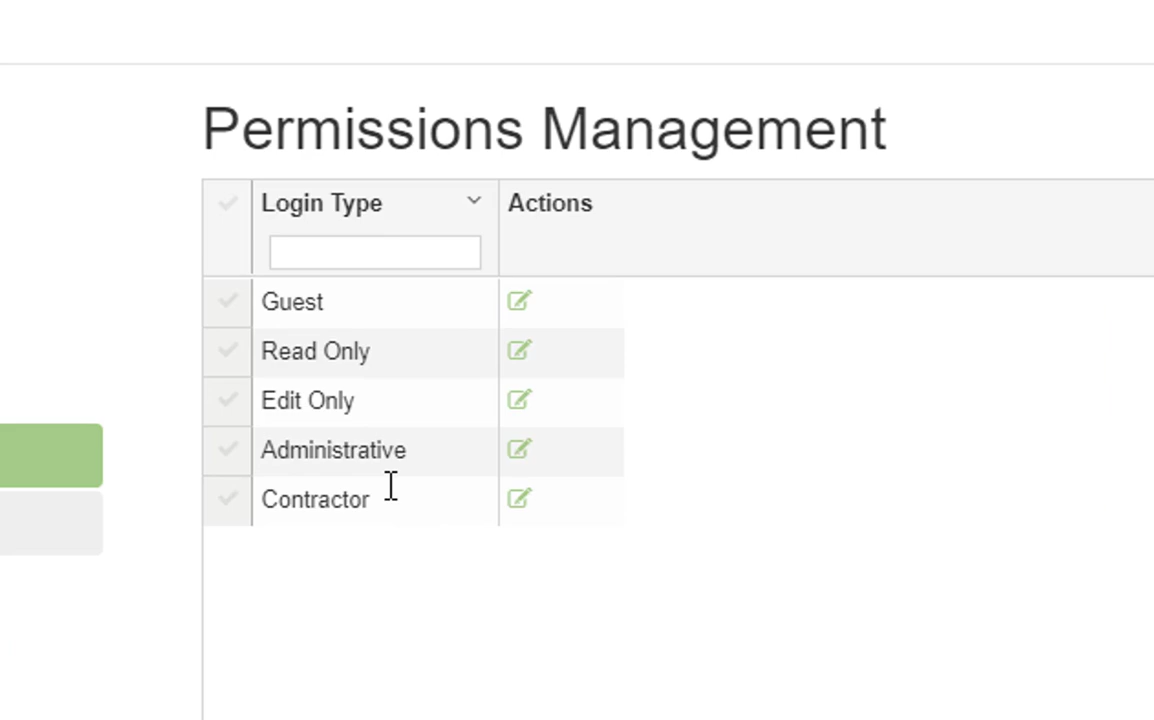 Permissions Management
Login Type Actions
Guest
Read Only
Edit Only
Administrative
Contractor